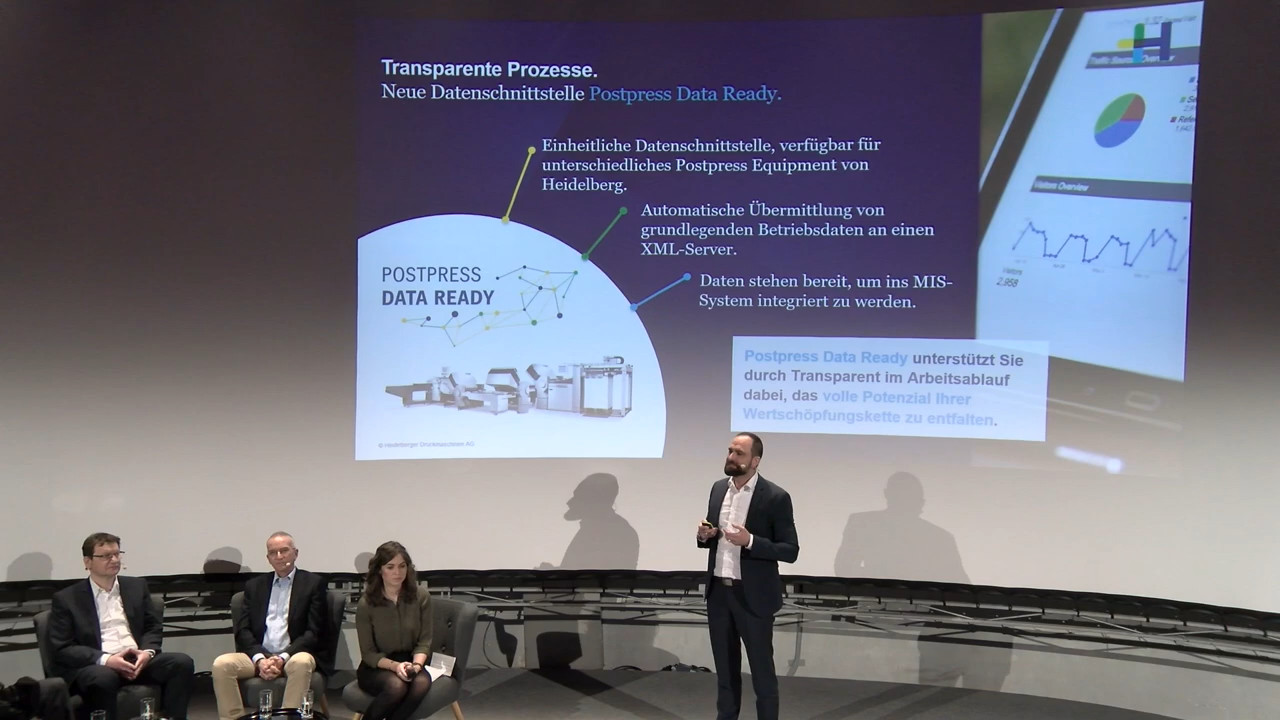 Transparente Prozesse.
Neue Datenschnittstelle Postpress Data Ready.
Einheitliche Datenschnittstelle, verfügbar für
unterschiedliches Postpress Equipment von
Heidelberg.
Automatische Übermittlung von
grundlegenden Betriebsdaten an einen
XML-Server.
Daten stehen bereit, um ins MIS-
System integriert zu werden.
POSTPRESS
DATA READY
Postpress Data Ready unterstützt Sie
durch Transparent im Arbeitsablauf
dabei, das volle Potenzial Ihrer
Wertschöpfungskette zu entfalten.
© Heidelberger Druckmaschinen AG
Visitors Overview
Visitors
2,958